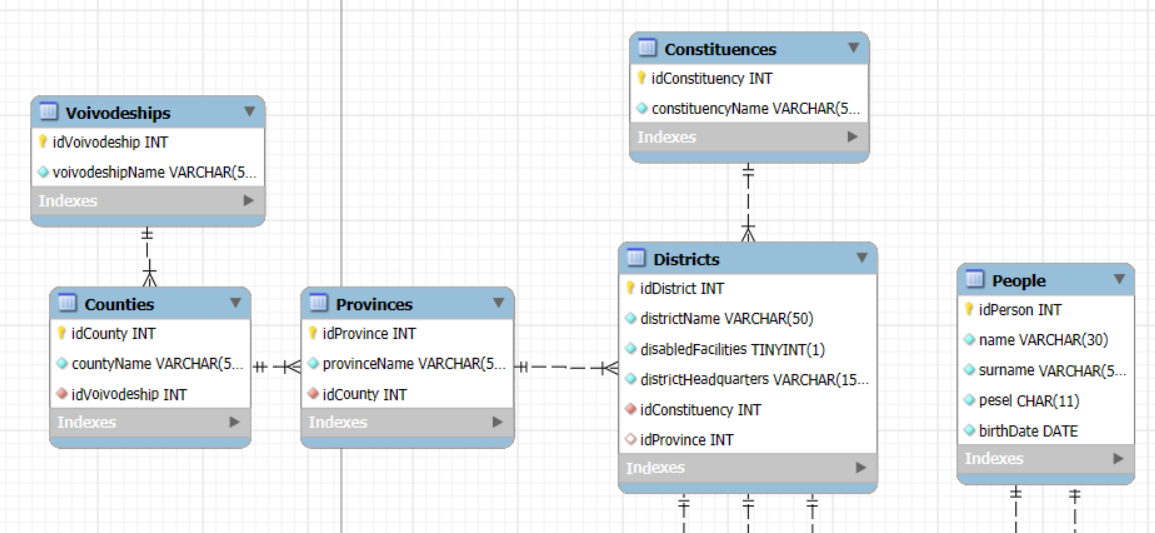 Constituences
idConstituency INT
constituencyName VARCHAR(5...
Indexes
Voivodeships
idVoivodeship INT
voivodeshipName VARCHAR(5...
Indexes
Counties
idCounty INT
countyName VARCHAR(5...
idVoivodeship INT
Indexes
Provinces
idProvince INT
provinceName VARCHAR(5...
idCounty INT
Indexes
Districts
idDistrict INT
districtName VARCHAR(50)
disabledFacilities TINYINT(1)
districtHeadquarters VARCHAR(15...
idConstituency INT
idProvince INT
Indexes
People
idPerson INT
name VARCHAR(30)
surname VARCHAR(5...
pesel CHAR(11)
birthDate DATE
Indexes